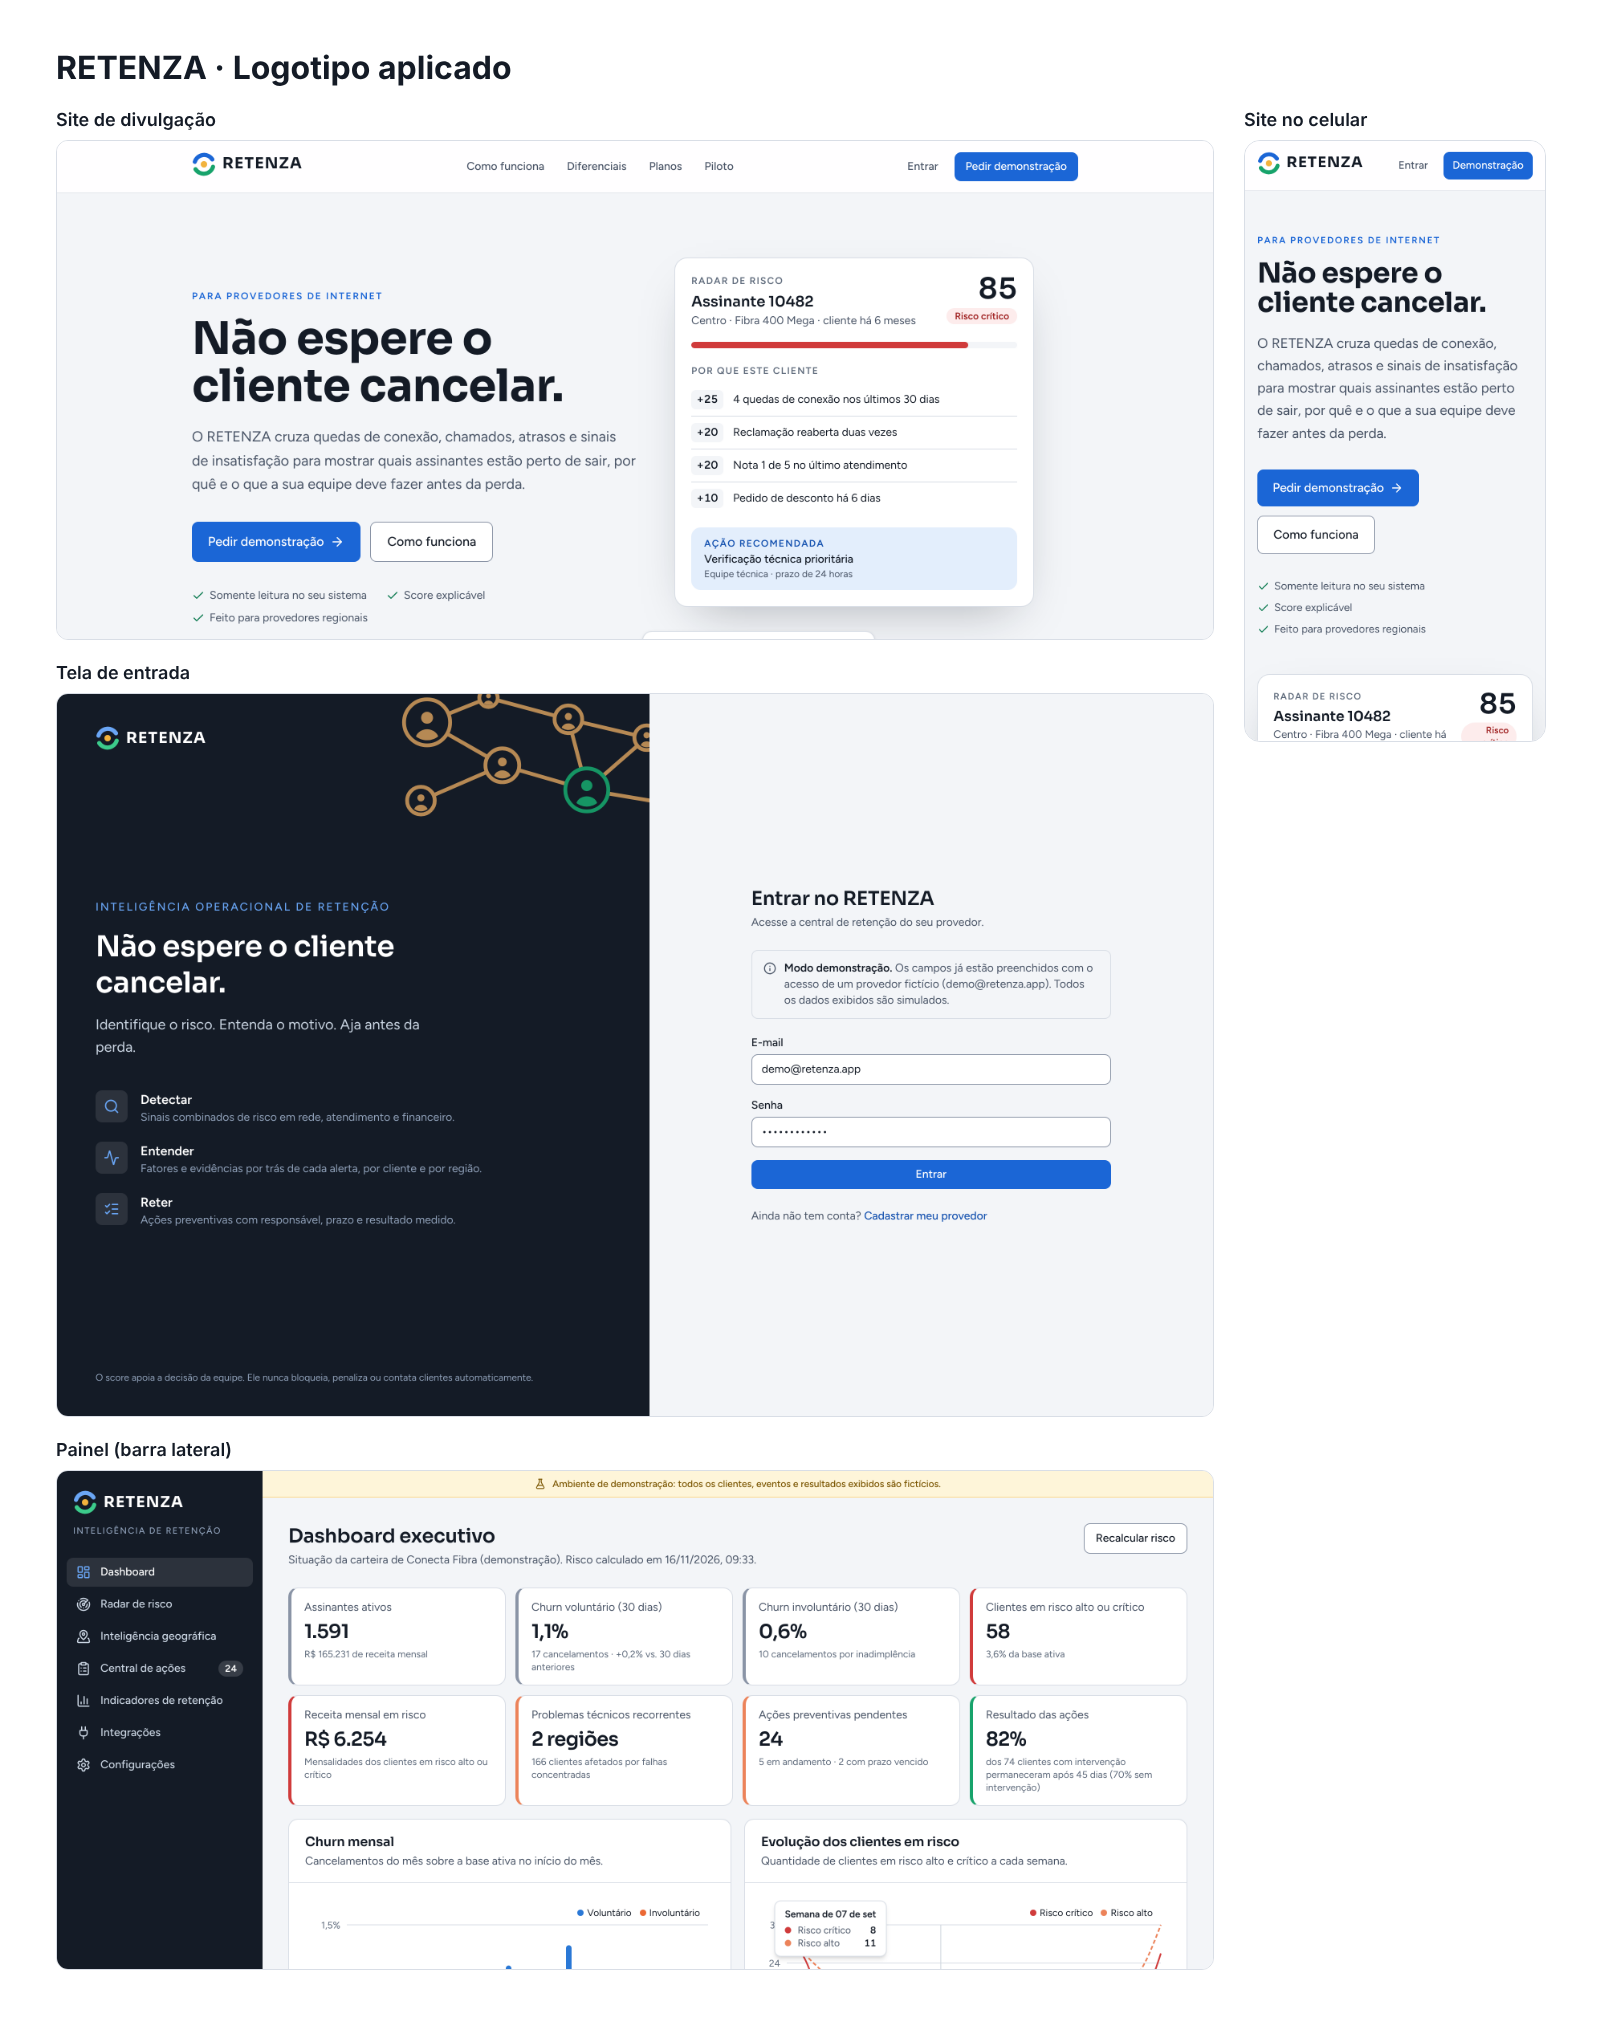 RETENZA · Logotipo aplicado
Site de divulgação
RETENZA
Como funciona
Diferenciais
Planos
Piloto
Entrar
Pedir demonstração
PARA PROVEDORES DE INTERNET
Não espere o
cliente cancelar.
O RETENZA cruza quedas de conexão, chamados, atrasos e sinais
de insatisfação para mostrar quais assinantes estão perto de sair, por
quê e o que a sua equipe deve fazer antes da perda.
Pedir demonstração
Como funciona
Somente leitura no seu sistema
Score explicável
Feito para provedores regionais
RADAR DE RISCO
Assinante 10482
Centro · Fibra 400 Mega · cliente há 6 meses
85
Risco crítico
POR QUE ESTE CLIENTE
+25 4 quedas de conexão nos últimos 30 dias
+20 Reclamação reaberta duas vezes
+20 Nota 1 de 5 no último atendimento
+10 Pedido de desconto há 6 dias
AÇÃO RECOMENDADA
Verificação técnica prioritária
Equipe técnica · prazo de 24 horas
Site no celular
RETENZA
Entrar
Demonstração
PARA PROVEDORES DE INTERNET
Não espere o
cliente cancelar.
O RETENZA cruza quedas de conexão,
chamados, atrasos e sinais de insatisfação
para mostrar quais assinantes estão perto
de sair, por quê e o que a sua equipe deve
fazer antes da perda.
Pedir demonstração
Como funciona
Somente leitura no seu sistema
Score explicável
Feito para provedores regionais
RADAR DE RISCO
Assinante 10482
Centro · Fibra 400 Mega · cliente há
85
Risco
Tela de entrada
RETENZA
INTELIGÊNCIA OPERACIONAL DE RETENÇÃO
Não espere o cliente
cancelar.
Identifique o risco. Entenda o motivo. Aja antes da
perda.
Detectar
Sinais combinados de risco em rede, atendimento e financeiro.
Entender
Fatores e evidências por trás de cada alerta, por cliente e por região.
Reter
Ações preventivas com responsável, prazo e resultado medido.
O score apoia a decisão da equipe. Ele nunca bloqueia, penaliza ou contata clientes automaticamente.
Entrar no RETENZA
Acesse a central de retenção do seu provedor.
Modo demonstração. Os campos já estão preenchidos com o
acesso de um provedor fictício (demo@retenza.app). Todos
os dados exibidos são simulados.
E-mail
demo@retenza.app
Senha
••••••••••••
Entrar
Ainda não tem conta? Cadastrar meu provedor
Painel (barra lateral)
RETENZA
INTELIGÊNCIA DE RETENÇÃO
Dashboard
Radar de risco
Inteligência geográfica
Central de ações 24
Indicadores de retenção
Integrações
Configurações
Ambiente de demonstração: todos os clientes, eventos e resultados exibidos são fictícios.
Dashboard executivo
Situação da carteira de Conecta Fibra (demonstração). Risco calculado em 16/11/2026, 09:33.
Recalcular risco
Assinantes ativos
1.591
R$ 165.231 de receita mensal
Churn voluntário (30 dias)
1,1%
17 cancelamentos · +0,2% vs. 30 dias
anteriores
Churn involuntário (30 dias)
0,6%
10 cancelamentos por inadimplência
Clientes em risco alto ou crítico
58
3,6% da base ativa
Receita mensal em risco
R$ 6.254
Mensalidades dos clientes em risco alto ou
crítico
Problemas técnicos recorrentes
2 regiões
166 clientes afetados por falhas
concentradas
Ações preventivas pendentes
24
5 em andamento · 2 com prazo vencido
Resultado das ações
82%
dos 74 clientes com intervenção
permaneceram após 45 dias (70% sem
intervenção)
Churn mensal
Cancelamentos do mês sobre a base ativa no início do mês.
Voluntário
Involuntário
1,5%
Evolução dos clientes em risco
Quantidade de clientes em risco alto e crítico a cada semana.
Risco crítico
Risco alto
Semana de 07 de set
Risco crítico 8
Risco alto 11
24